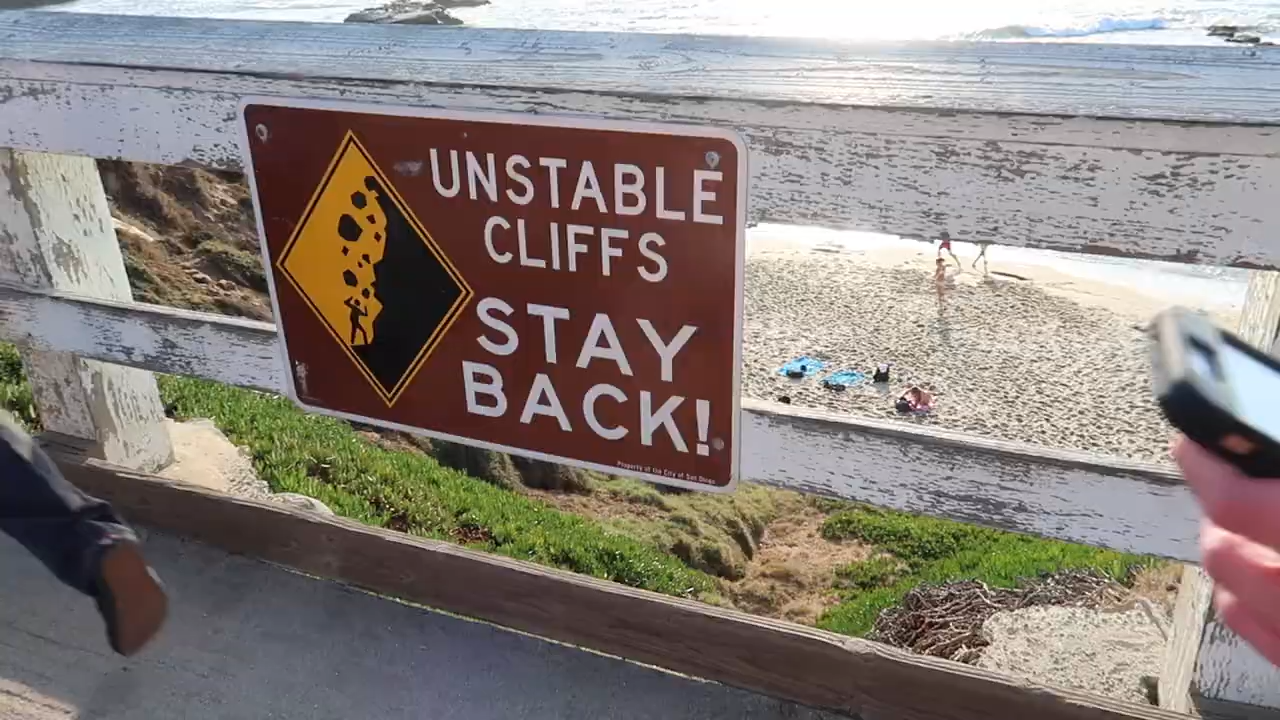 UNSTABLE
CLIFFS
STAY
BACK!
Property of the City of San Diego